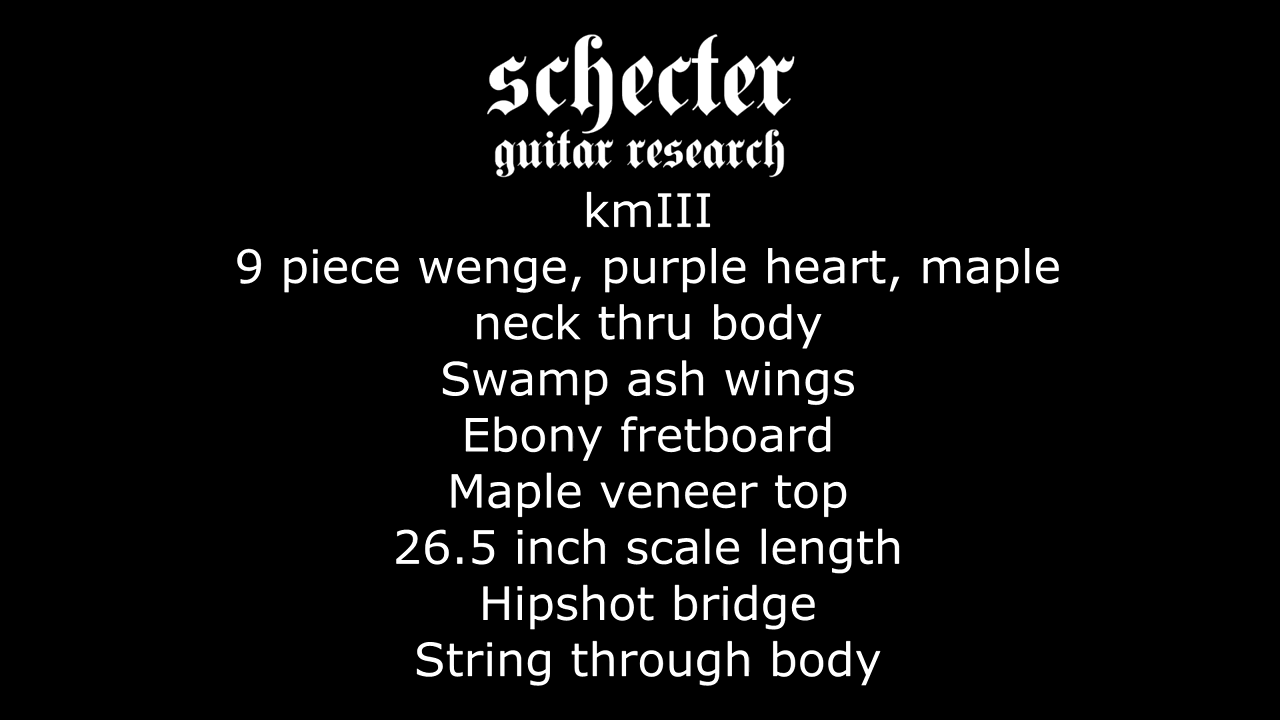 schecter
guitar research
kmIII
9 piece wenge, purple heart, maple
neck thru body
Swamp ash wings
Ebony fretboard
Maple veneer top
26.5 inch scale length
Hipshot bridge
String through body